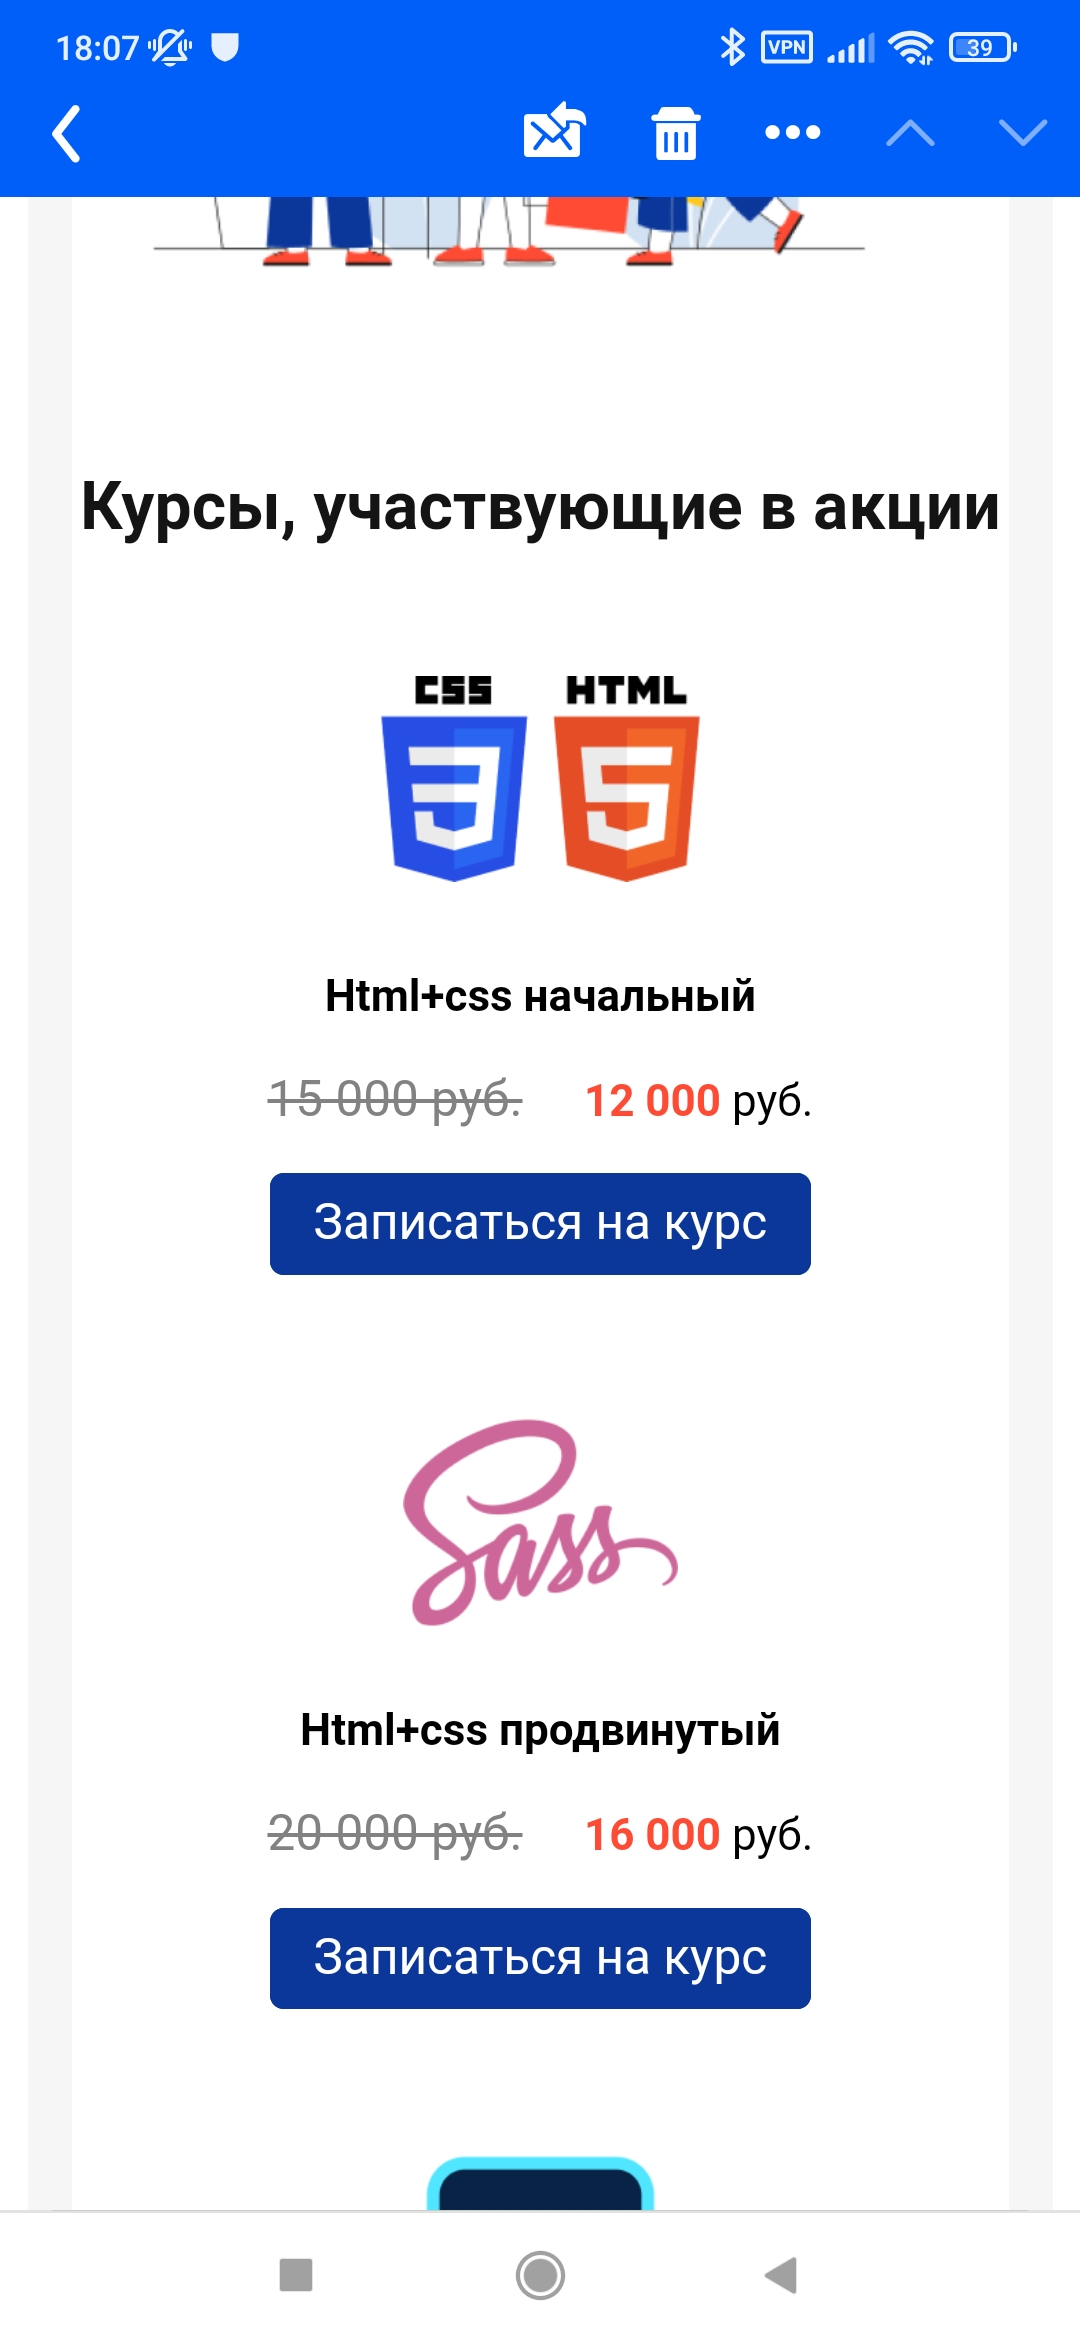 18:07
VPN
39
Курсы, участвующие в акции
CSS HTML
Html+css начальный
15 000 руб. 12 000 руб.
Записаться на курс
Sass
Html+css продвинутый
20 000 руб. 16 000 руб.
Записаться на курс